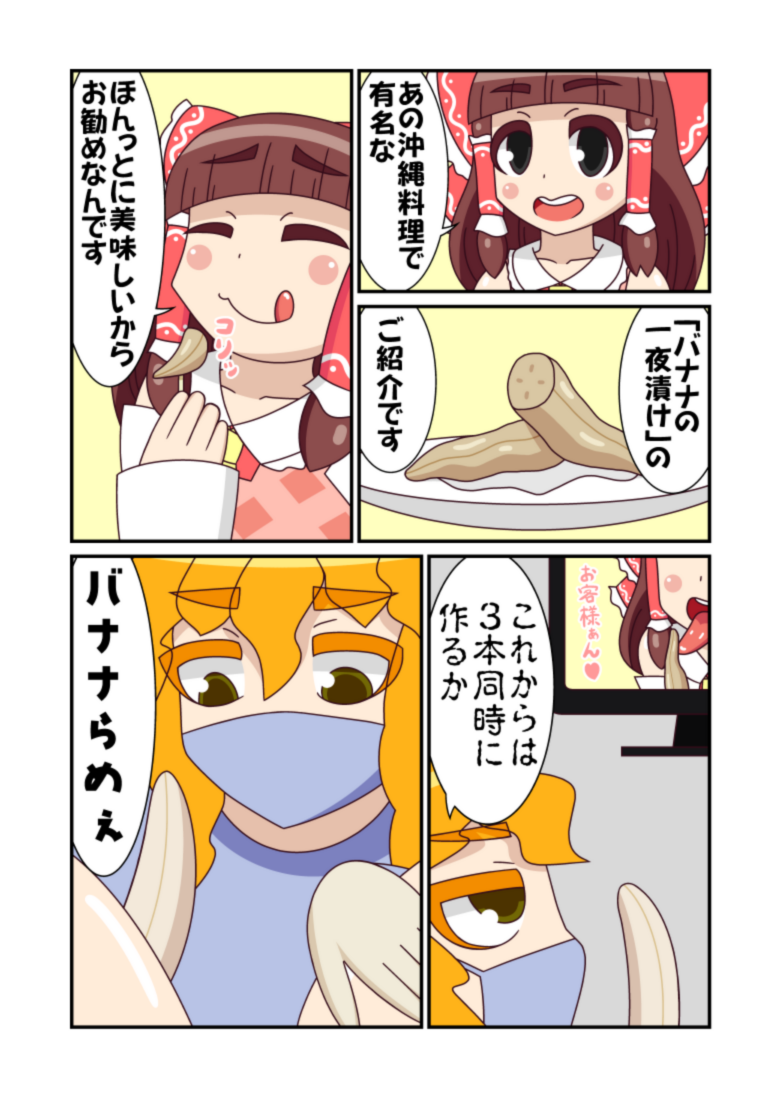 あの沖縄料理で
有名な
「バナナの
一夜漬け」の
ご紹介です
ほんっとに美味しいから
お勧めなんです
コリッ
お客様ぁん♥
これからは
３本同時に
作るか
バナナらめぇ